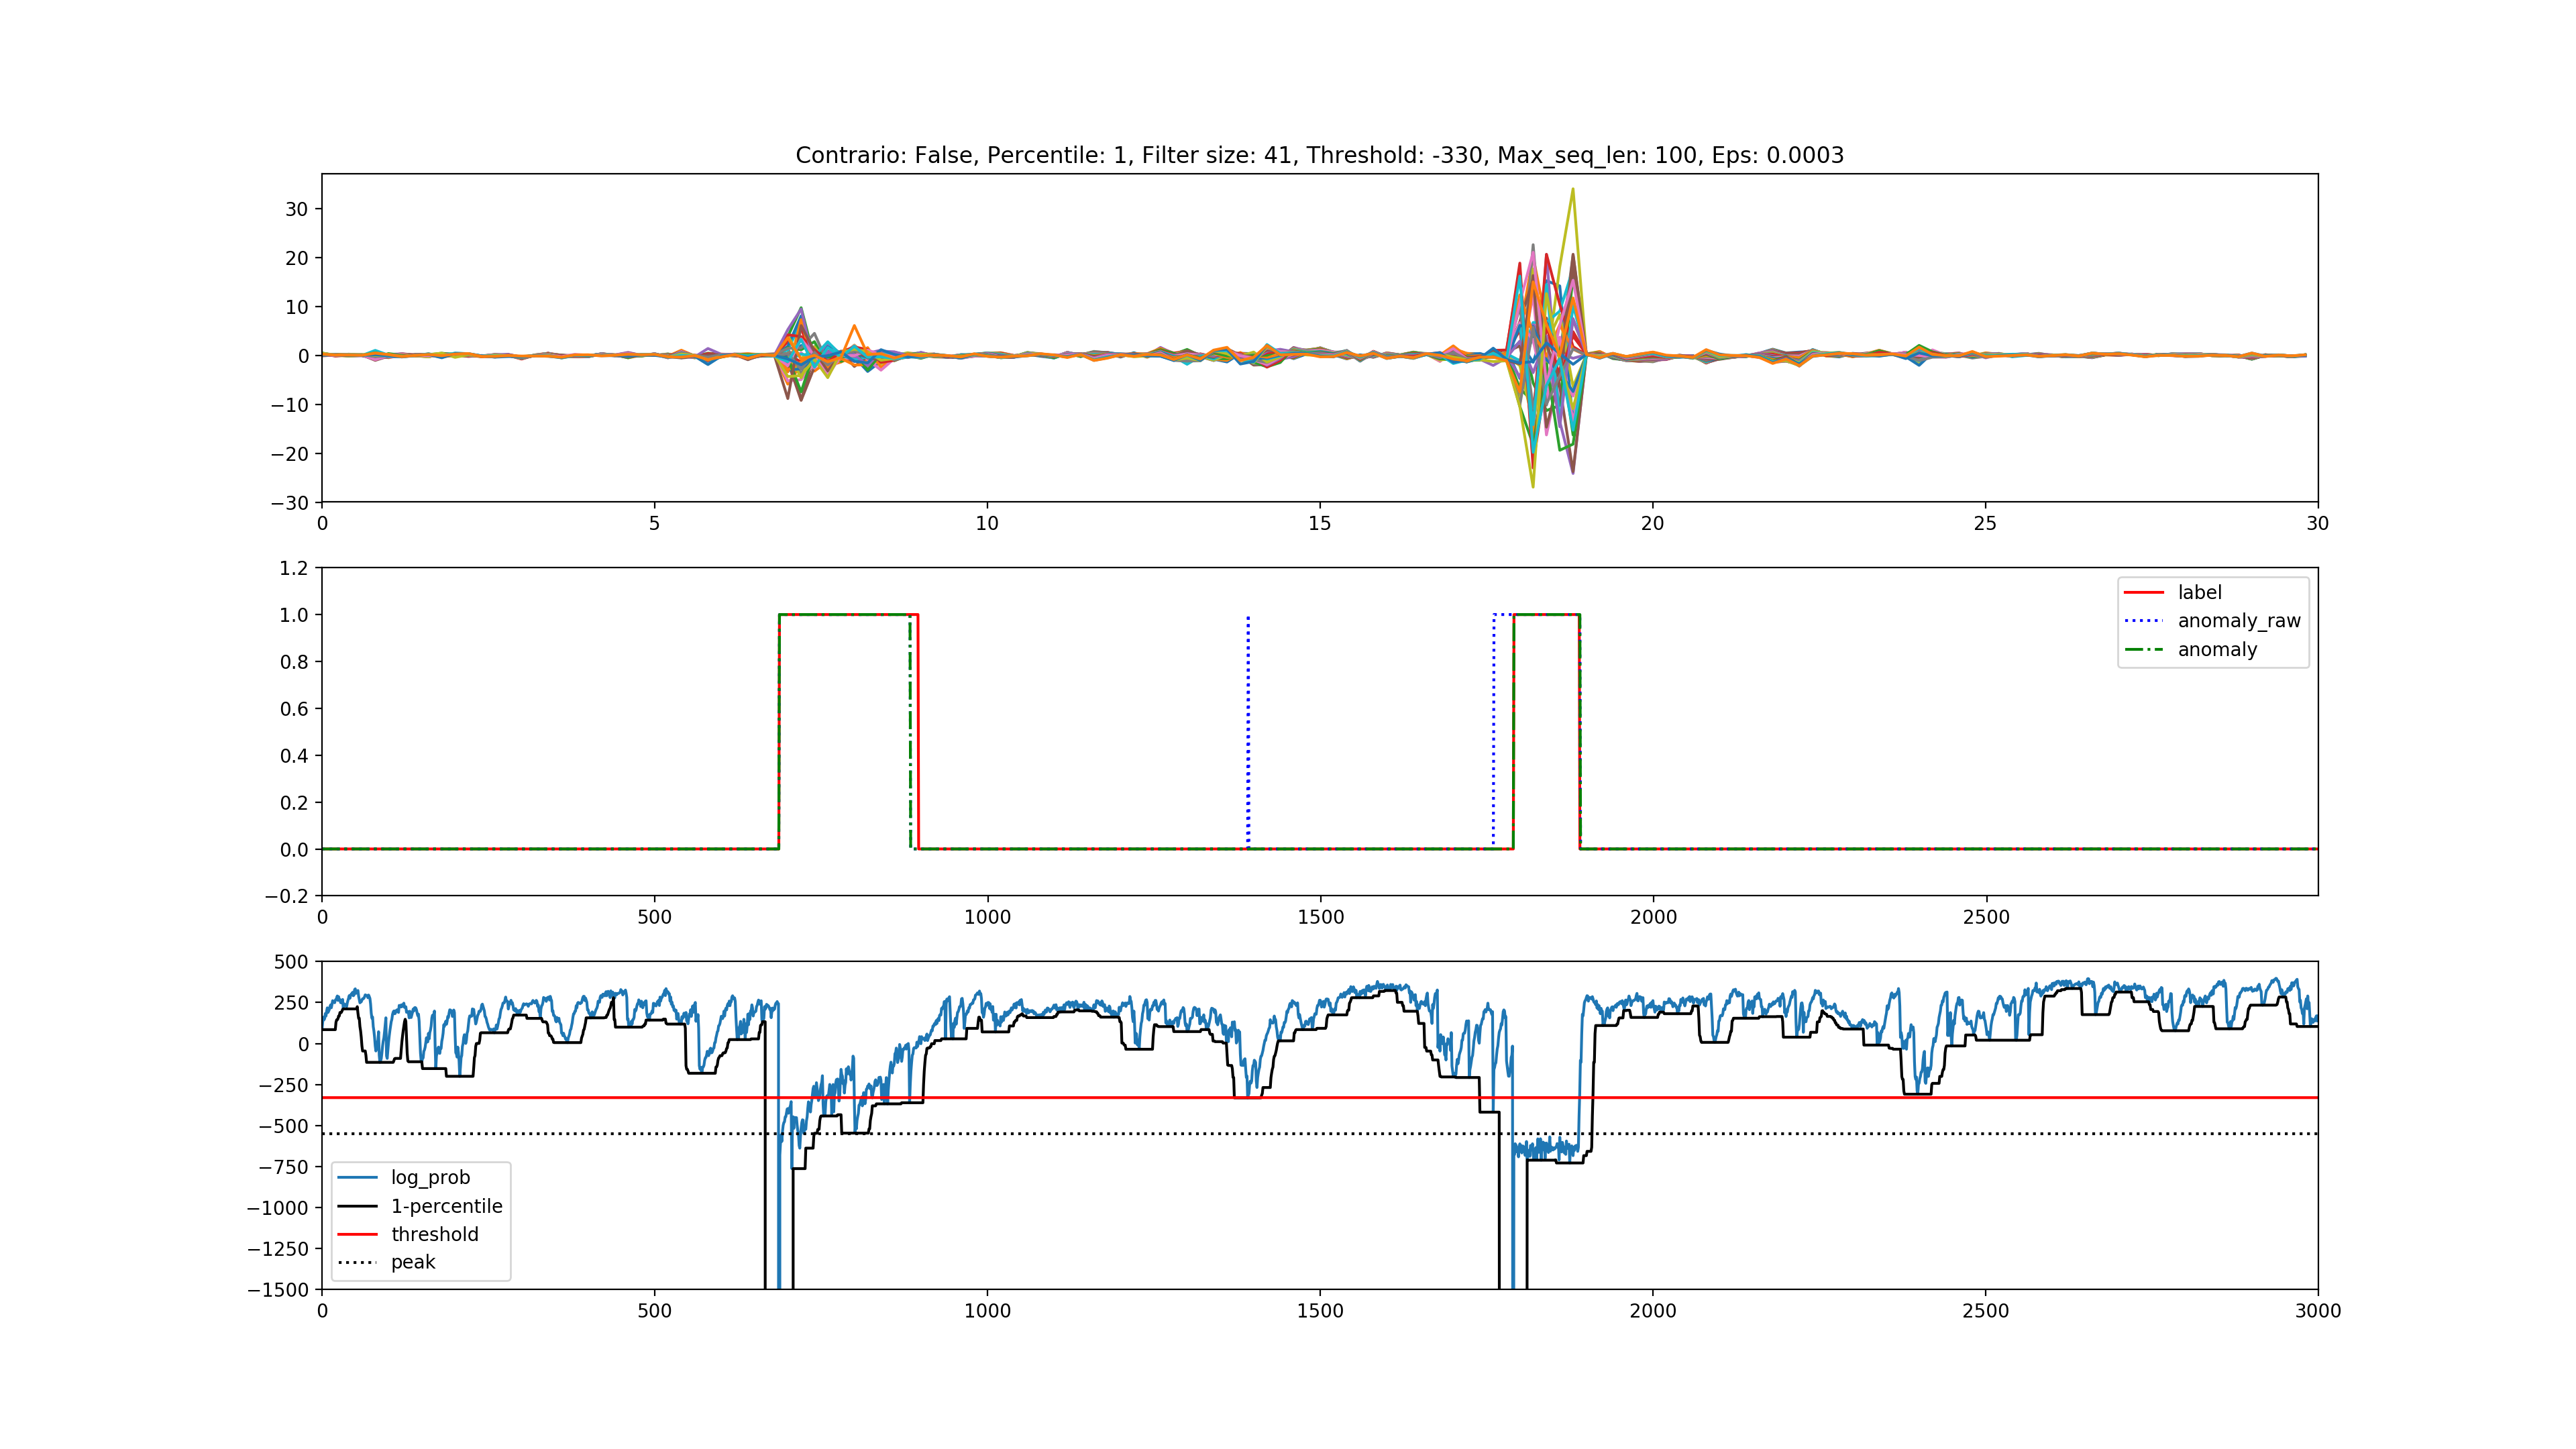 Contrario: False, Percentile: 1, Filter size: 41, Threshold: -330, Max_seq_len: 100, Eps: 0.0003
30
20
10
0
−10
−20
−30
0 5 10 15 20 25 30
1.2
1.0
0.8
0.6
0.4
0.2
0.0
−0.2
label
anomaly_raw
anomaly
0 500 1000 1500 2000 2500
500
250
0
−250
−500
−750
−1000
−1250
−1500
log_prob
1-percentile
threshold
peak
0 500 1000 1500 2000 2500 3000